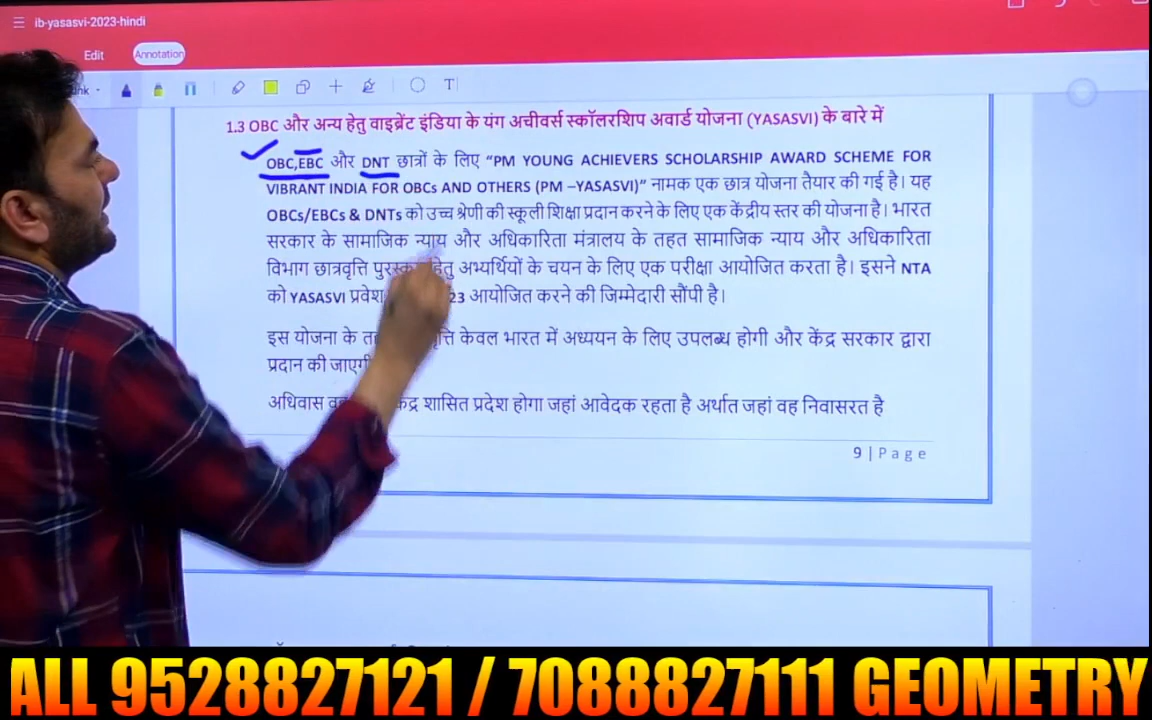 ib-yasasvi-2023-hindi
Edit Annotation
T
1.3 OBC और अन्य हेतु वाइब्रेंट इंडिया के यंग अचीवर्स स्कॉलरशिप अवार्ड योजना (YASASVI) के बारे में
OBC,EBC और DNT छात्रों के लिए “PM YOUNG ACHIEVERS SCHOLARSHIP AWARD SCHEME FOR
VIBRANT INDIA FOR OBCs AND OTHERS (PM –YASASVI)” नामक एक छात्र योजना तैयार की गई है। यह
OBCs/EBCs & DNTs को उच्च श्रेणी की स्कूली शिक्षा प्रदान करने के लिए एक केंद्रीय स्तर की योजना है। भारत
सरकार के सामाजिक न्याय और अधिकारिता मंत्रालय के तहत सामाजिक न्याय और अधिकारिता
विभाग छात्रवृत्ति हेतु अभ्यर्थियों के चयन के लिए एक परीक्षा आयोजित करता है। इसने NTA
को YASASVI प्रवेश 23 आयोजित करने की जिम्मेदारी सौंपी है।
इस योजना के केवल भारत में अध्ययन के लिए उपलब्ध होगी और केंद्र सरकार द्वारा
प्रदान की जाएगी
अधिवास शासित प्रदेश होगा जहां आवेदक रहता है अर्थात जहां वह निवासरत है
9 | Page
ALL 9528827121 / 7088827111 GEOMETRY